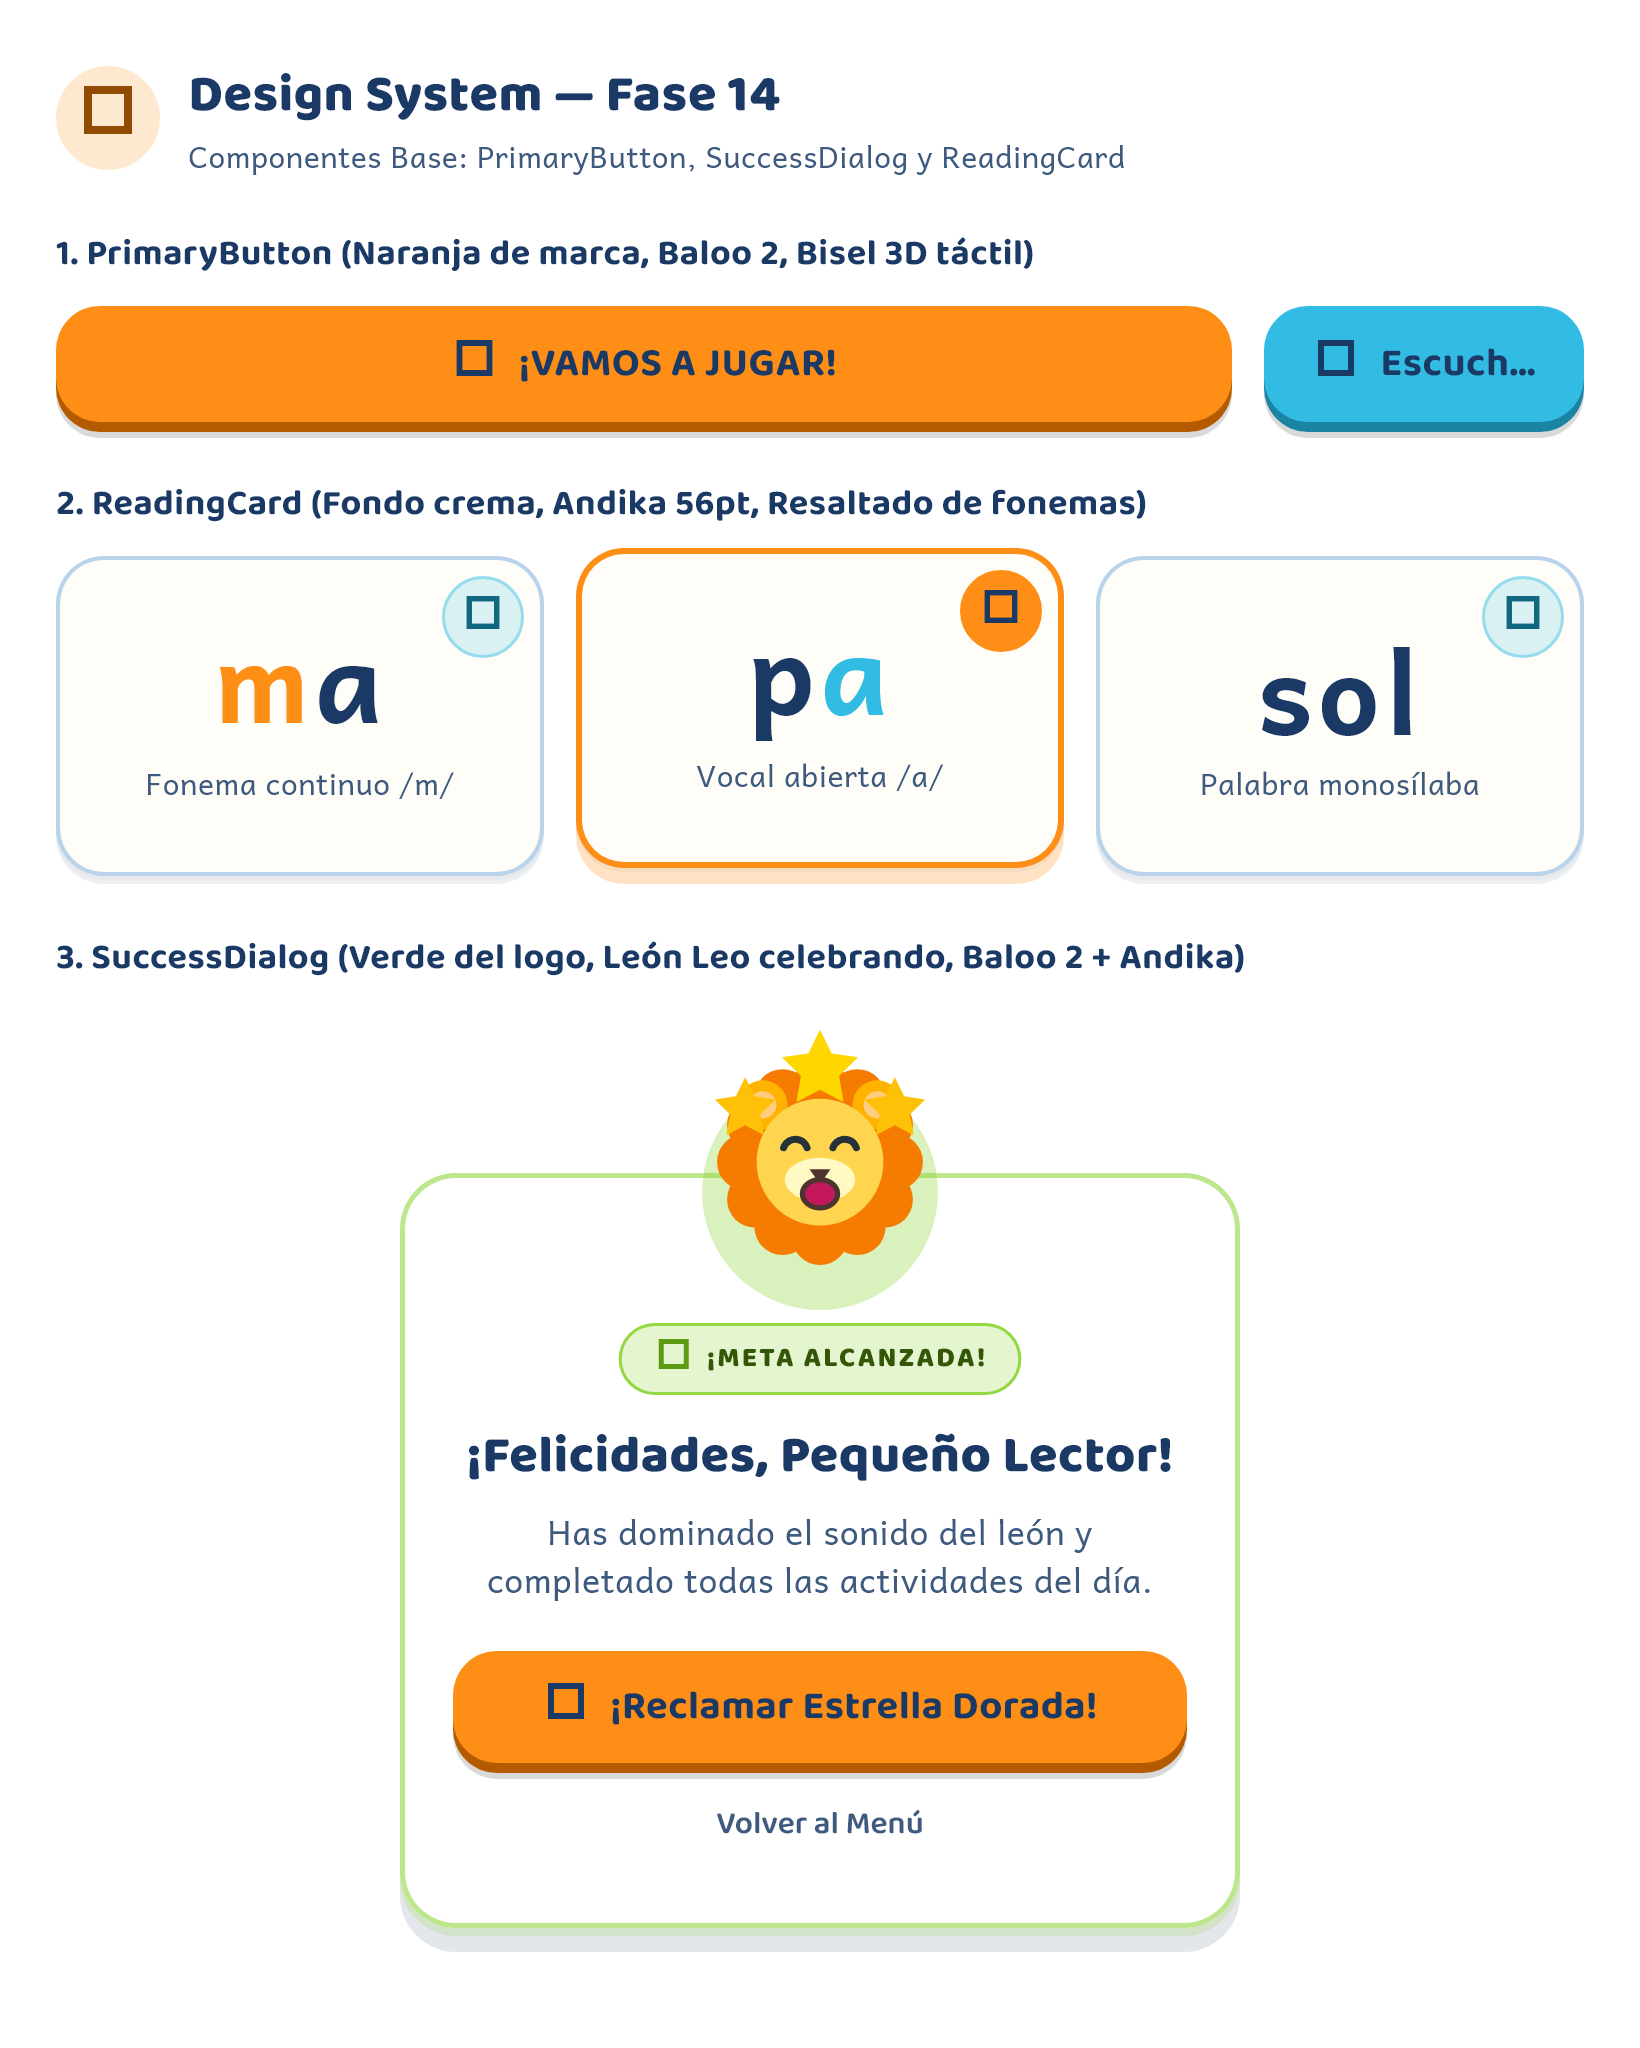 Design System — Fase 14
Componentes Base: PrimaryButton, SuccessDialog y ReadingCard
1. PrimaryButton (Naranja de marca, Baloo 2, Bisel 3D táctil)
¡VAMOS A JUGAR!
Escuch...
2. ReadingCard (Fondo crema, Andika 56pt, Resaltado de fonemas)
ma
Fonema continuo /m/
pa
Vocal abierta /a/
sol
Palabra monosílaba
3. SuccessDialog (Verde del logo, León Leo celebrando, Baloo 2 + Andika)
¡META ALCANZADA!
¡Felicidades, Pequeño Lector!
Has dominado el sonido del león y
completado todas las actividades del día.
¡Reclamar Estrella Dorada!
Volver al Menú